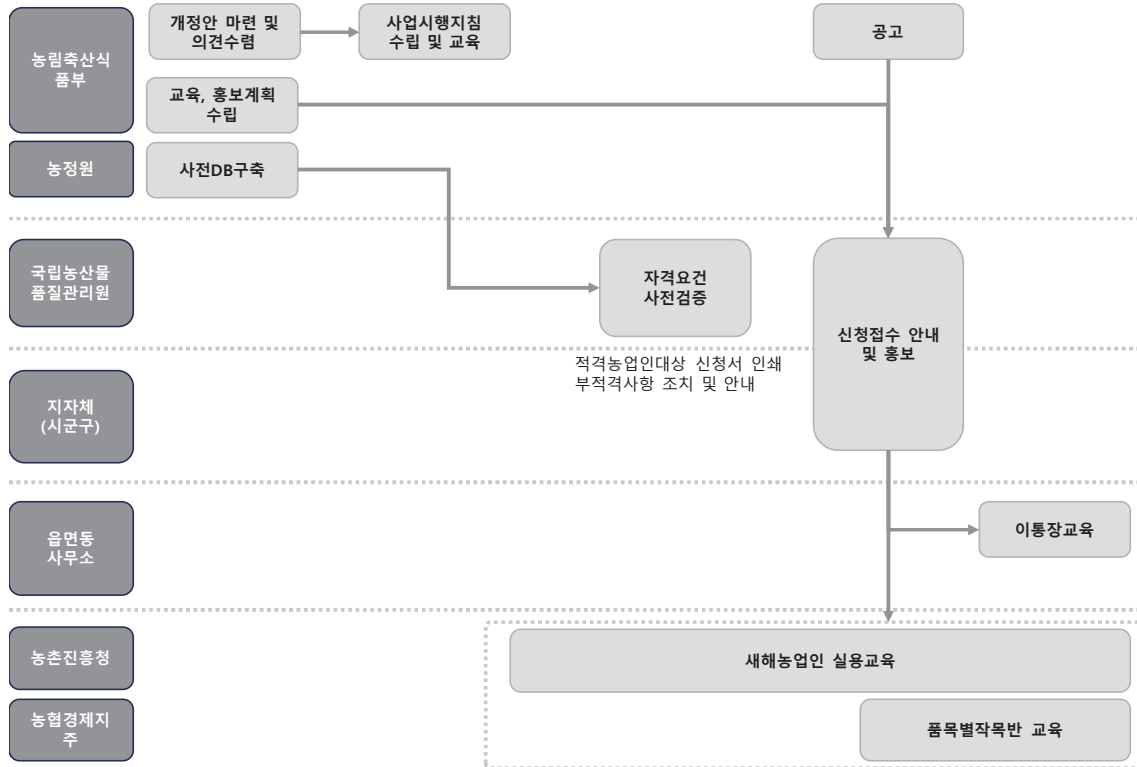 농림축산식
품부
개정안 마련 및
의견수렴
사업시행지침
수립 및 교육
공고
교육, 홍보계획
수립
농정원
사전DB구축
국립농산물
품질관리원
자격요건
사전검증
신청접수 안내
및 홍보
적격농업인대상 신청서 인쇄
부적격사항 조치 및 안내
지자체
(시군구)
읍면동
사무소
이통장교육
농촌진흥청
새해농업인 실용교육
농협경제지
주
품목별작목반 교육